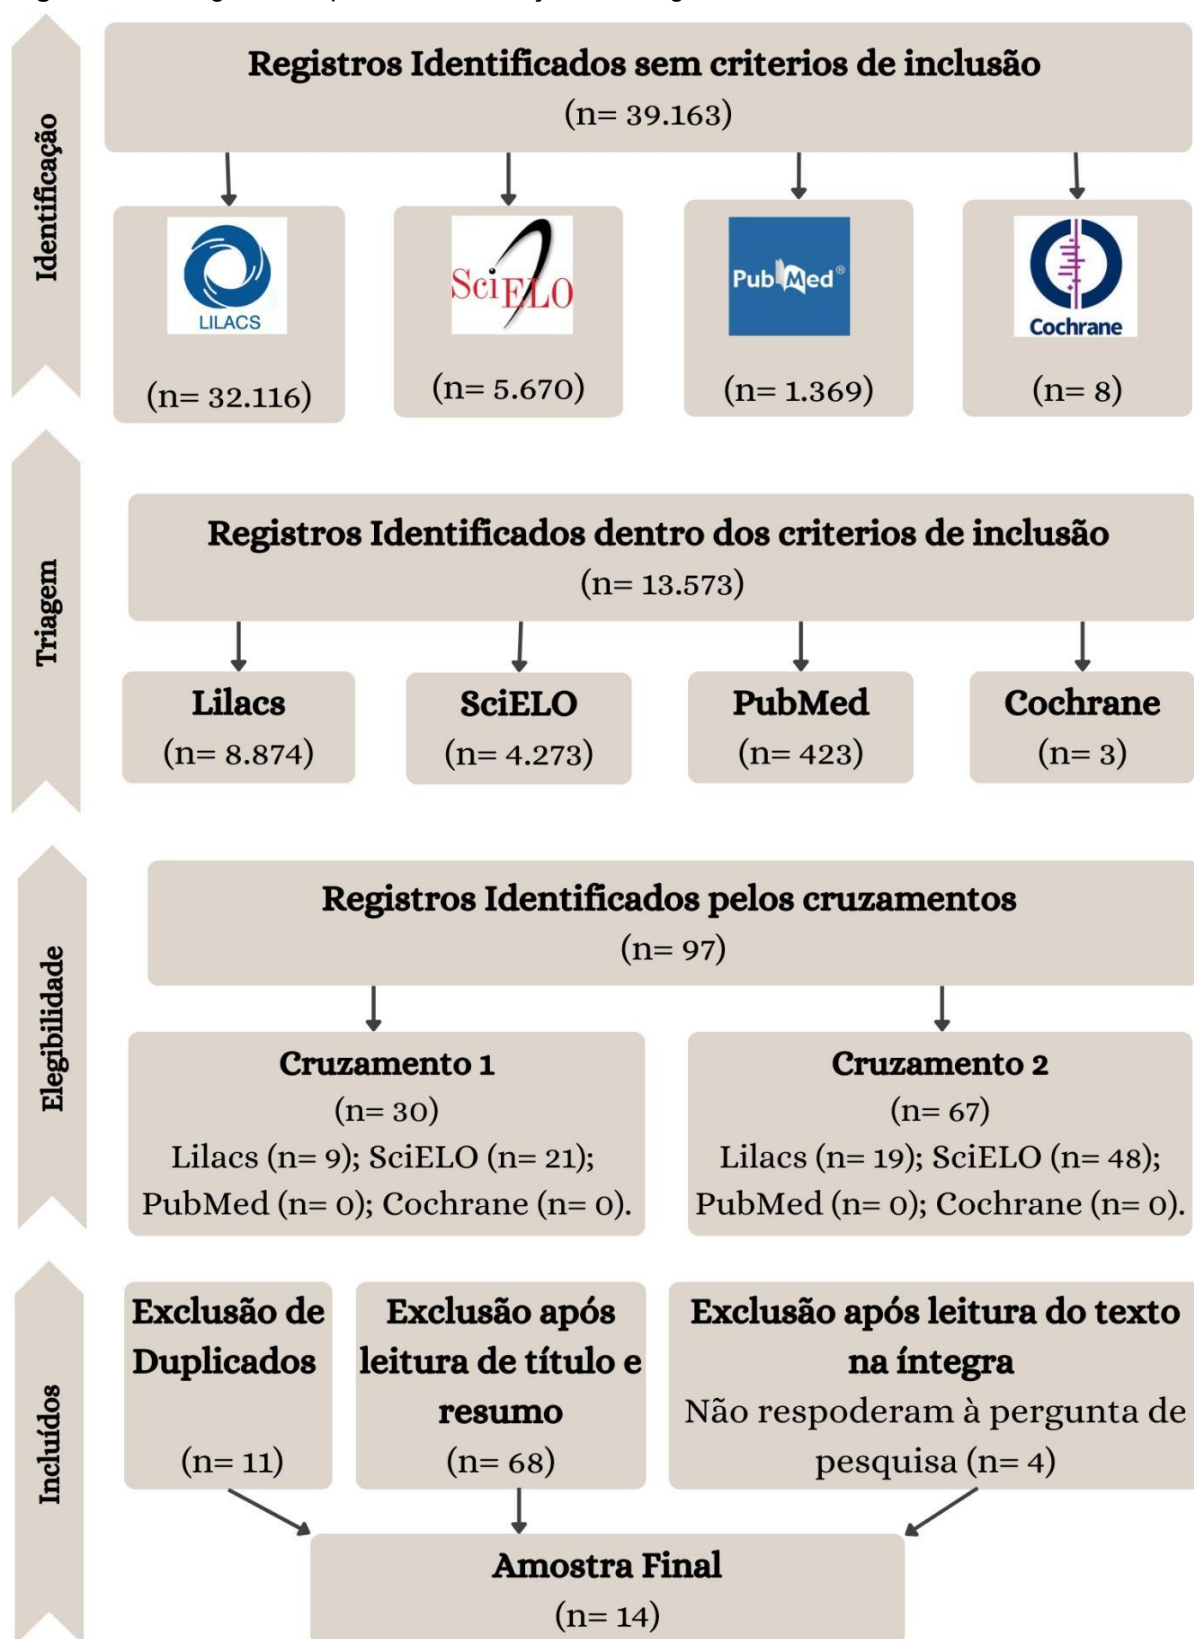 Registros Identificados sem criterios de inclusão
(n= 39.163)
Identificação
LILACS
(n= 32.116)
SciELO
(n= 5.670)
PubMed®
(n= 1.369)
Cochrane
(n= 8)
Triagem
Registros Identificados dentro dos criterios de inclusão
(n= 13.573)
Lilacs
(n= 8.874)
SciELO
(n= 4.273)
PubMed
(n= 423)
Cochrane
(n= 3)
Elegibilidade
Registros Identificados pelos cruzamentos
(n= 97)
Cruzamento 1
(n= 30)
Lilacs (n= 9); SciELO (n= 21);
PubMed (n= 0); Cochrane (n= 0).
Cruzamento 2
(n= 67)
Lilacs (n= 19); SciELO (n= 48);
PubMed (n= 0); Cochrane (n= 0).
Incluídos
Exclusão de
Duplicados
(n= 11)
Exclusão após
leitura de título e
resumo
(n= 68)
Exclusão após leitura do texto
na íntegra
Não respoderam à pergunta de
pesquisa (n= 4)
Amostra Final
(n= 14)